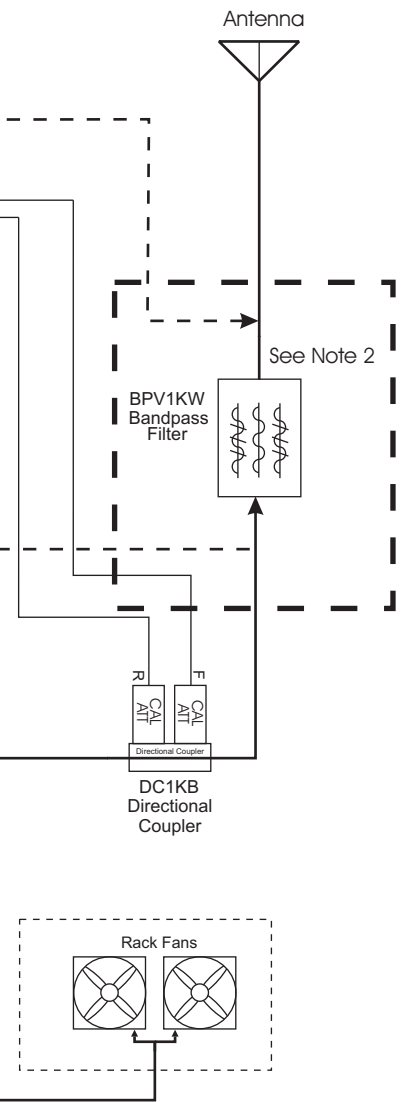 Antenna
See Note 2
BPV1KW
Bandpass
Filter
R
F
CAL
ATT
CAL
ATT
Directional Coupler
DC1KB
Directional
Coupler
Rack Fans